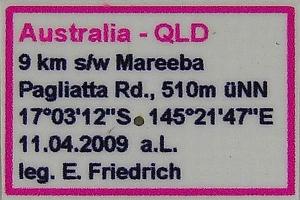 Australia - QLD
9 km s/w Mareeba
Pagliatta Rd., 510m üNN
17°03'12"S 145°21'47"E
11.04.2009 a.L.
leg. E. Friedrich